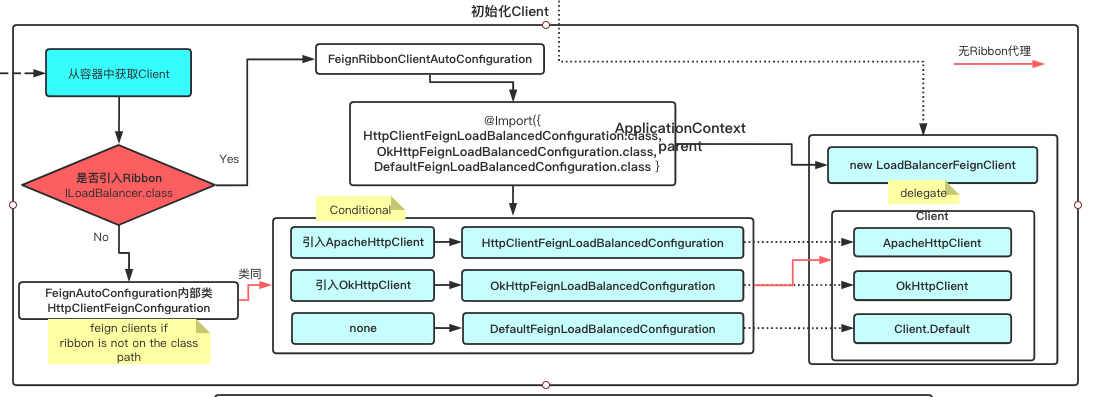 初始化Client
无Ribbon代理
从容器中获取Client
FeignRibbonClientAutoConfiguration
@Import({
HttpClientFeignLoadBalancedConfiguration.class,
OkHttpFeignLoadBalancedConfiguration.class,
DefaultFeignLoadBalancedConfiguration.class })
ApplicationContext
parent
new LoadBalancerFeignClient
delegate
Client
是否引入Ribbon
ILoadBalancer.class
Yes
No
Conditional
引入ApacheHttpClient
HttpClientFeignLoadBalancedConfiguration
ApacheHttpClient
类同
引入OkHttpClient
OkHttpFeignLoadBalancedConfiguration
OkHttpClient
FeignAutoConfiguration内部类
HttpClientFeignConfiguration
none
DefaultFeignLoadBalancedConfiguration
Client.Default
feign clients if
ribbon is not on the class
path